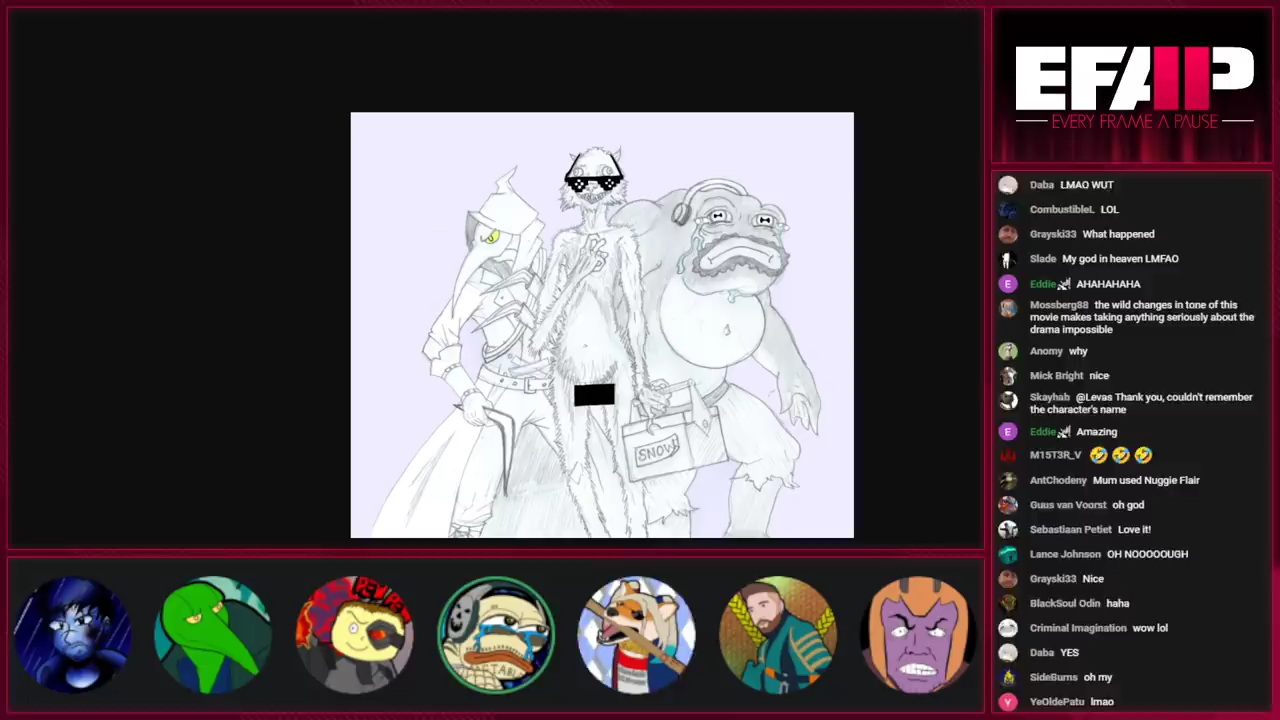 SNOW
EFAP
EVERY FRAME A PAUSE
Daba LMAO WUT
CombustibleL LOL
Grayski33 What happened
Slade My god in heaven LMFAO
Eddie AHAHAHAHA
Mossberg88 the wild changes in tone of this
movie makes taking anything seriously about the
drama impossible
Anomy why
Mick Bright nice
Skayhab @Levas Thank you, couldn't remember
the character's name
Eddie Amazing
M15T3R_V 🤣🤣🤣
AntChodeny Mum used Nuggie Flair
Guus van Voorst oh god
Sebastiaan Petiet Love it!
Lance Johnson OH NOOOOOUGH
Grayski33 Nice
BlackSoul Odin haha
Criminal Imagination wow lol
Daba YES
SideBurns oh my
YeOldePatu lmao